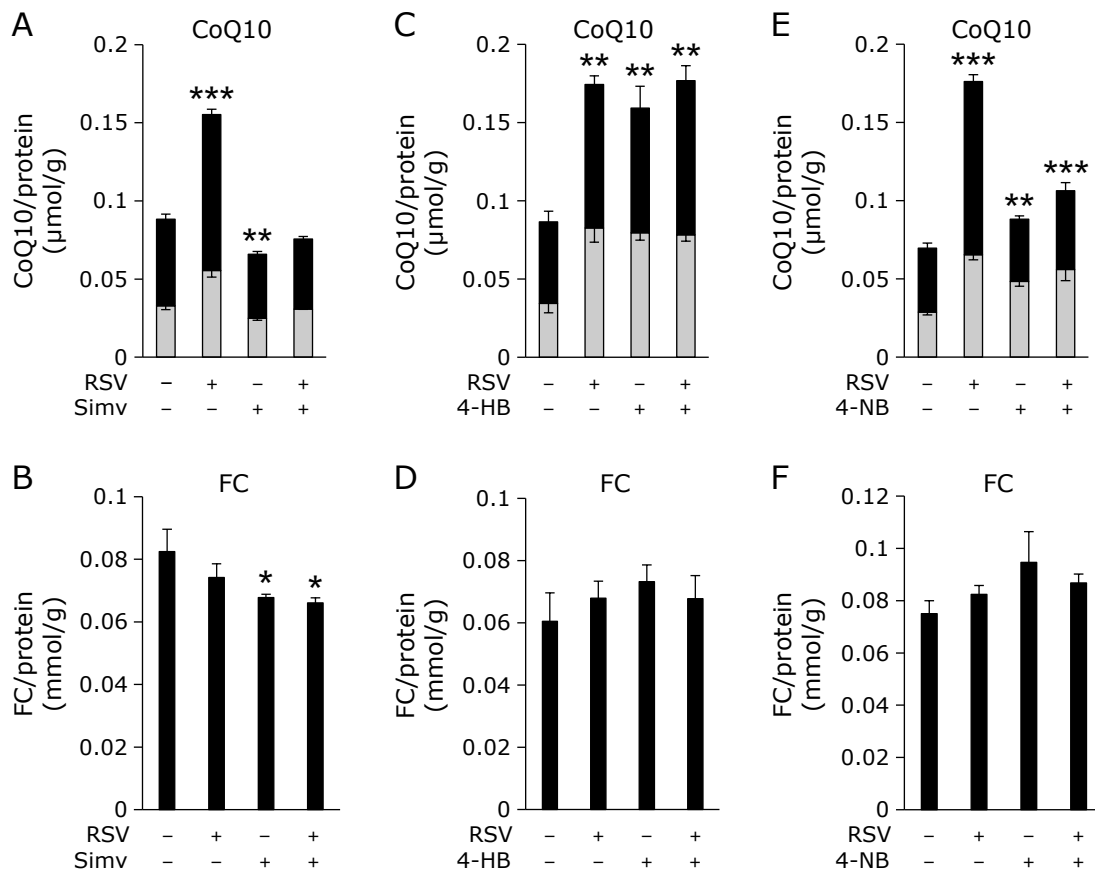 A
CoQ10
CoQ10/protein
(μmol/g)
0.2
0.15
0.1
0.05
0
***
**
RSV − + − +
Simv − − + +
C
CoQ10
CoQ10/protein
(μmol/g)
0.2
0.15
0.1
0.05
0
** ** **
RSV − + − +
4-HB − − + +
E
CoQ10
CoQ10/protein
(μmol/g)
0.2
0.15
0.1
0.05
0
***
**
***
RSV − + − +
4-NB − − + +
B
FC
FC/protein
(mmol/g)
0.1
0.08
0.06
0.04
0.02
0
* *
RSV − + − +
Simv − − + +
D
FC
FC/protein
(mmol/g)
0.1
0.08
0.06
0.04
0.02
0
RSV − + − +
4-HB − − + +
F
FC
FC/protein
(mmol/g)
0.12
0.1
0.08
0.06
0.04
0.02
0
RSV − + − +
4-NB − − + +